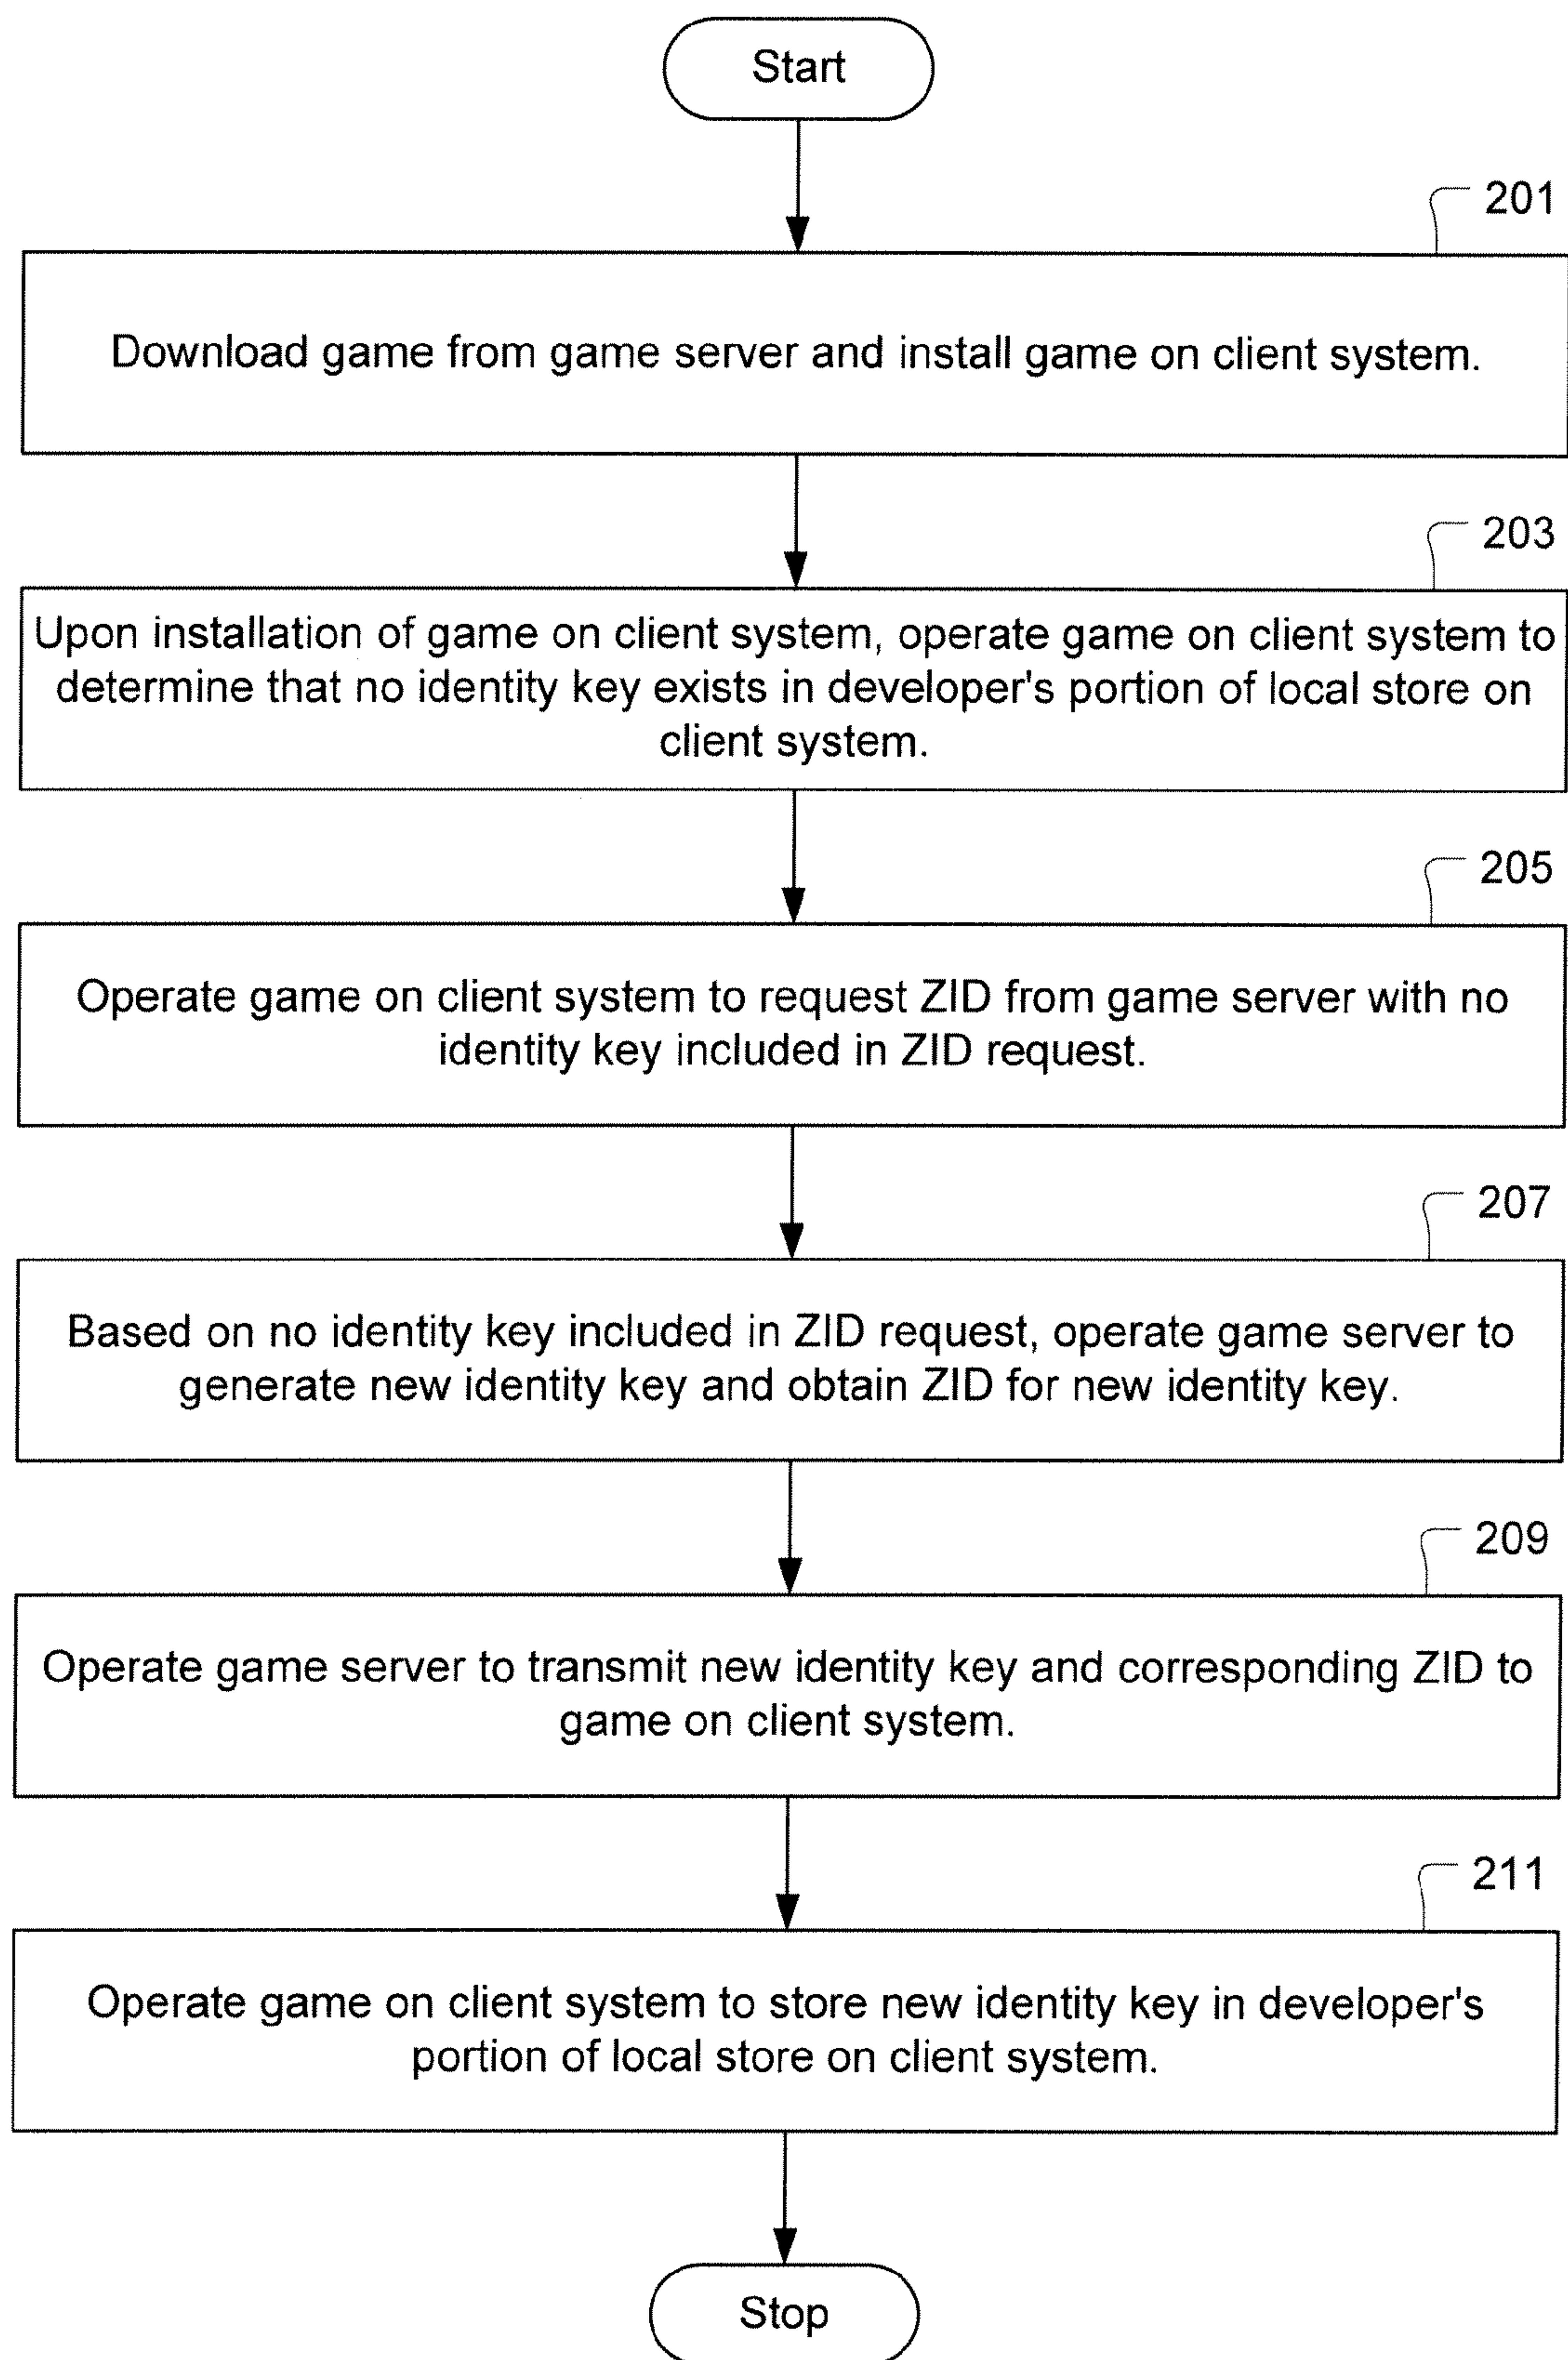 Start
201
Download game from game server and install game on client system.
203
Upon installation of game on client system, operate game on client system to
determine that no identity key exists in developer's portion of local store on
client system.
205
Operate game on client system to request ZID from game server with no
identity key included in ZID request.
207
Based on no identity key included in ZID request, operate game server to
generate new identity key and obtain ZID for new identity key.
209
Operate game server to transmit new identity key and corresponding ZID to
game on client system.
211
Operate game on client system to store new identity key in developer's
portion of local store on client system.
Stop